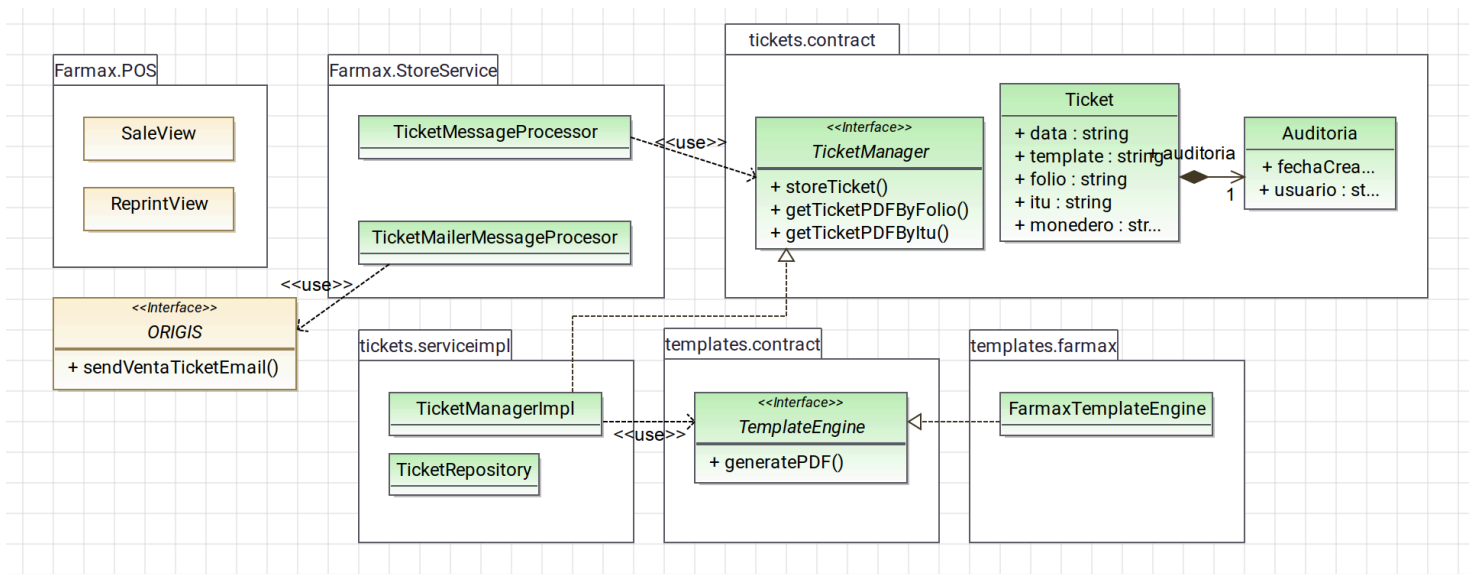 Farmax.POS
SaleView
ReprintView
Farmax.StoreService
TicketMessageProcessor
TicketMailerMessageProcesor
<<use>>
<<use>>
<<Interface>>
ORIGIS
+ sendVentaTicketEmail()
tickets.contract
<<Interface>>
TicketManager
+ storeTicket()
+ getTicketPDFByFolio()
+ getTicketPDFByItu()
Ticket
+ data : string
+ template : string
+ folio : string
+ itu : string
+ monedero : str...
+ auditoria
1
Auditoria
+ fechaCrea...
+ usuario : st...
tickets.serviceimpl
TicketManagerImpl
TicketRepository
<<use>>
templates.contract
<<Interface>>
TemplateEngine
+ generatePDF()
templates.farmax
FarmaxTemplateEngine